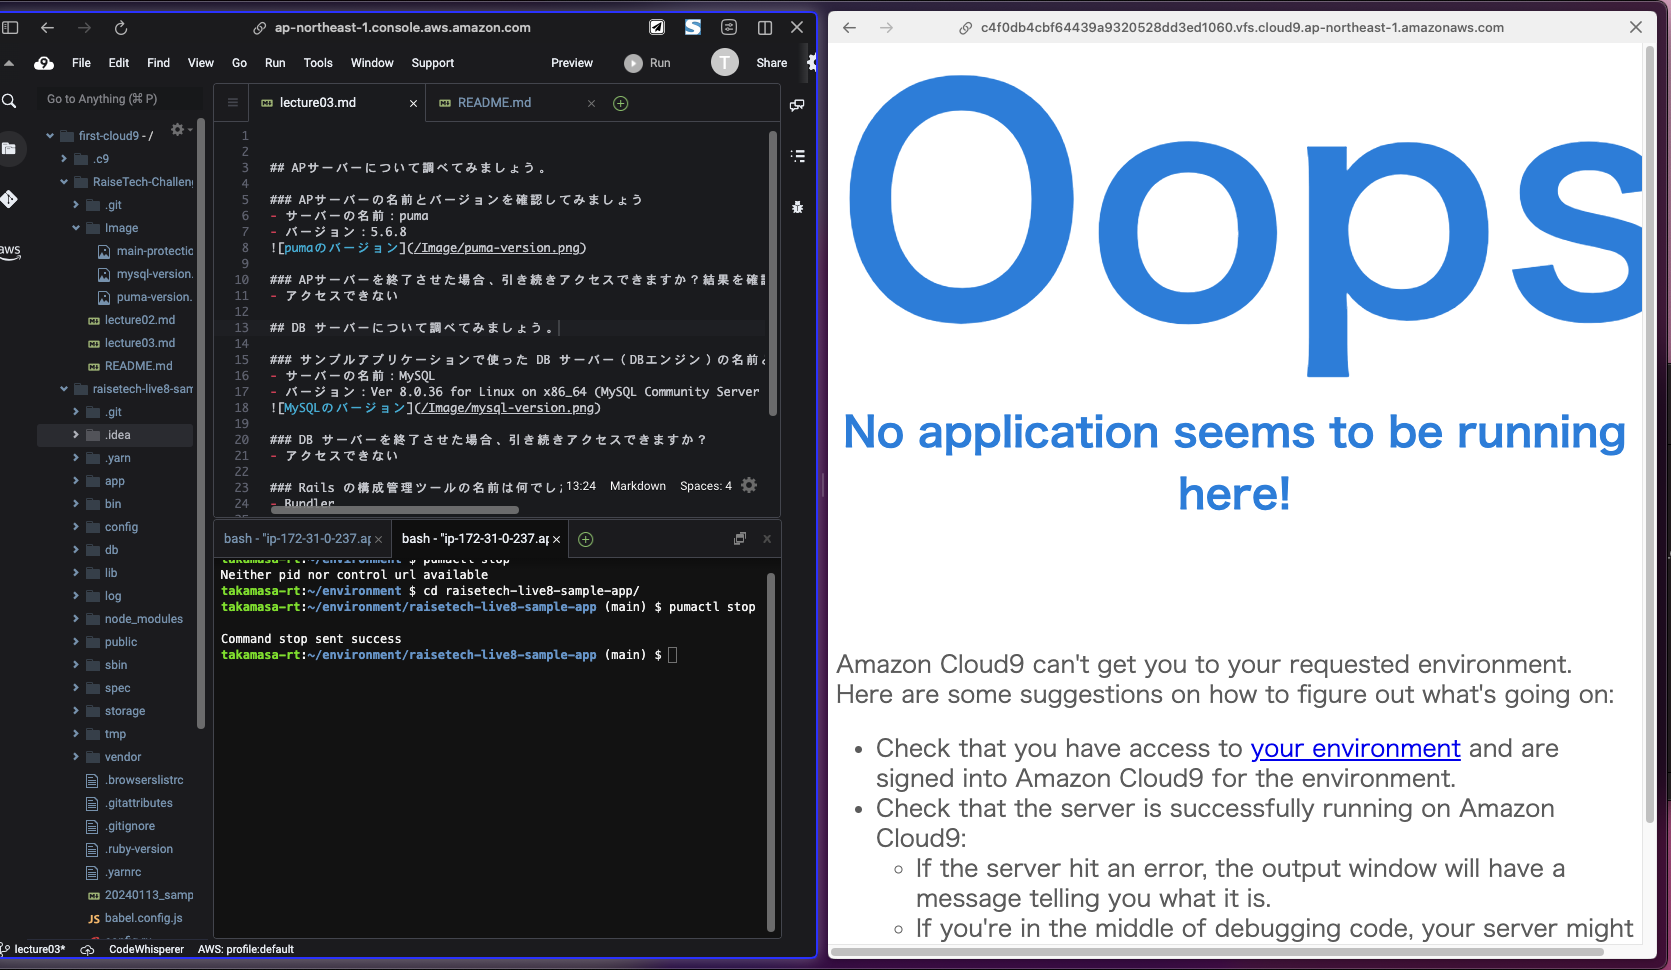 ap-northeast-1.console.aws.amazon.com
File Edit Find View Go Run Tools Window Support Preview Run T Share
Go to Anything (⌘ P)
first-cloud9 - /
.c9
RaiseTech-Challeng
.git
Image
main-protectio
mysql-version.
puma-version.
lecture02.md
lecture03.md
README.md
raisetech-live8-sam
.git
.idea
.yarn
app
bin
config
db
lib
log
node_modules
public
sbin
spec
storage
tmp
vendor
.browserslistrc
.gitattributes
.gitignore
.ruby-version
.yarnrc
20240113_samp
JS babel.config.js
aws
lecture03.md README.md
1
2
3 ## APサーバーについて調べてみましょう。
4
5 ### APサーバーの名前とバージョンを確認してみましょう
6 - サーバーの名前：puma
7 - バージョン：5.6.8
8 ![pumaのバージョン](/Image/puma-version.png)
9
10 ### APサーバーを終了させた場合、引き続きアクセスできますか？結果を確認
11 - アクセスできない
12
13 ## DB サーバーについて調べてみましょう。
14
15 ### サンプルアプリケーションで使った DB サーバー（DBエンジン）の名前
16 - サーバーの名前：MySQL
17 - バージョン：Ver 8.0.36 for Linux on x86_64 (MySQL Community Server
18 ![MySQLのバージョン](/Image/mysql-version.png)
19
20 ### DB サーバーを終了させた場合、引き続きアクセスできますか？
21 - アクセスできない
22
23 ### Rails の構成管理ツールの名前は何でし
24 - Bundler
13:24 Markdown Spaces: 4
bash - "ip-172-31-0-237.ap bash - "ip-172-31-0-237.ap
takamasa-rt:~/environment $ pumactl stop
Neither pid nor control url available
takamasa-rt:~/environment $ cd raisetech-live8-sample-app/
takamasa-rt:~/environment/raisetech-live8-sample-app (main) $ pumactl stop
Command stop sent success
takamasa-rt:~/environment/raisetech-live8-sample-app (main) $
lecture03* CodeWhisperer AWS: profile:default
c4f0db4cbf64439a9320528dd3ed1060.vfs.cloud9.ap-northeast-1.amazonaws.com
Oops
No application seems to be running
here!
Amazon Cloud9 can't get you to your requested environment.
Here are some suggestions on how to figure out what's going on:
• Check that you have access to your environment and are
signed into Amazon Cloud9 for the environment.
• Check that the server is successfully running on Amazon
Cloud9:
◦ If the server hit an error, the output window will have a
message telling you what it is.
◦ If you're in the middle of debugging code, your server might